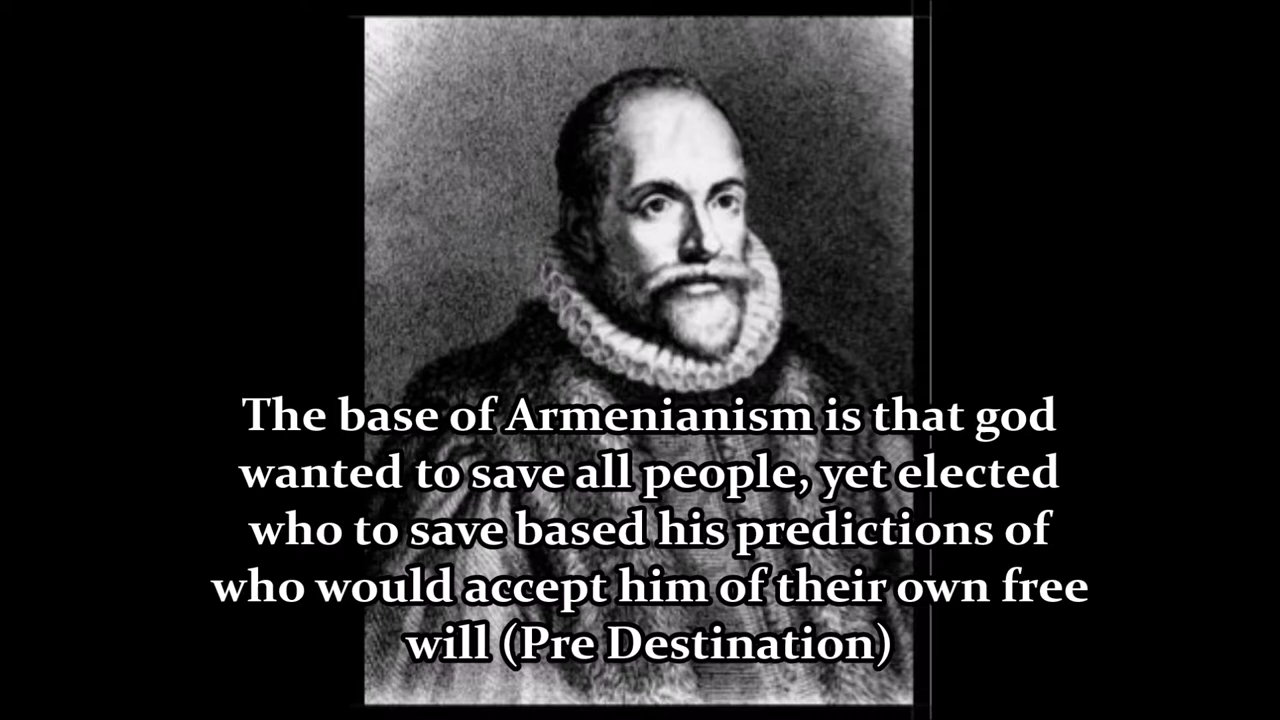 The base of Armenianism is that god
wanted to save all people, yet elected
who to save based his predictions of
who would accept him of their own free
will (Pre Destination)